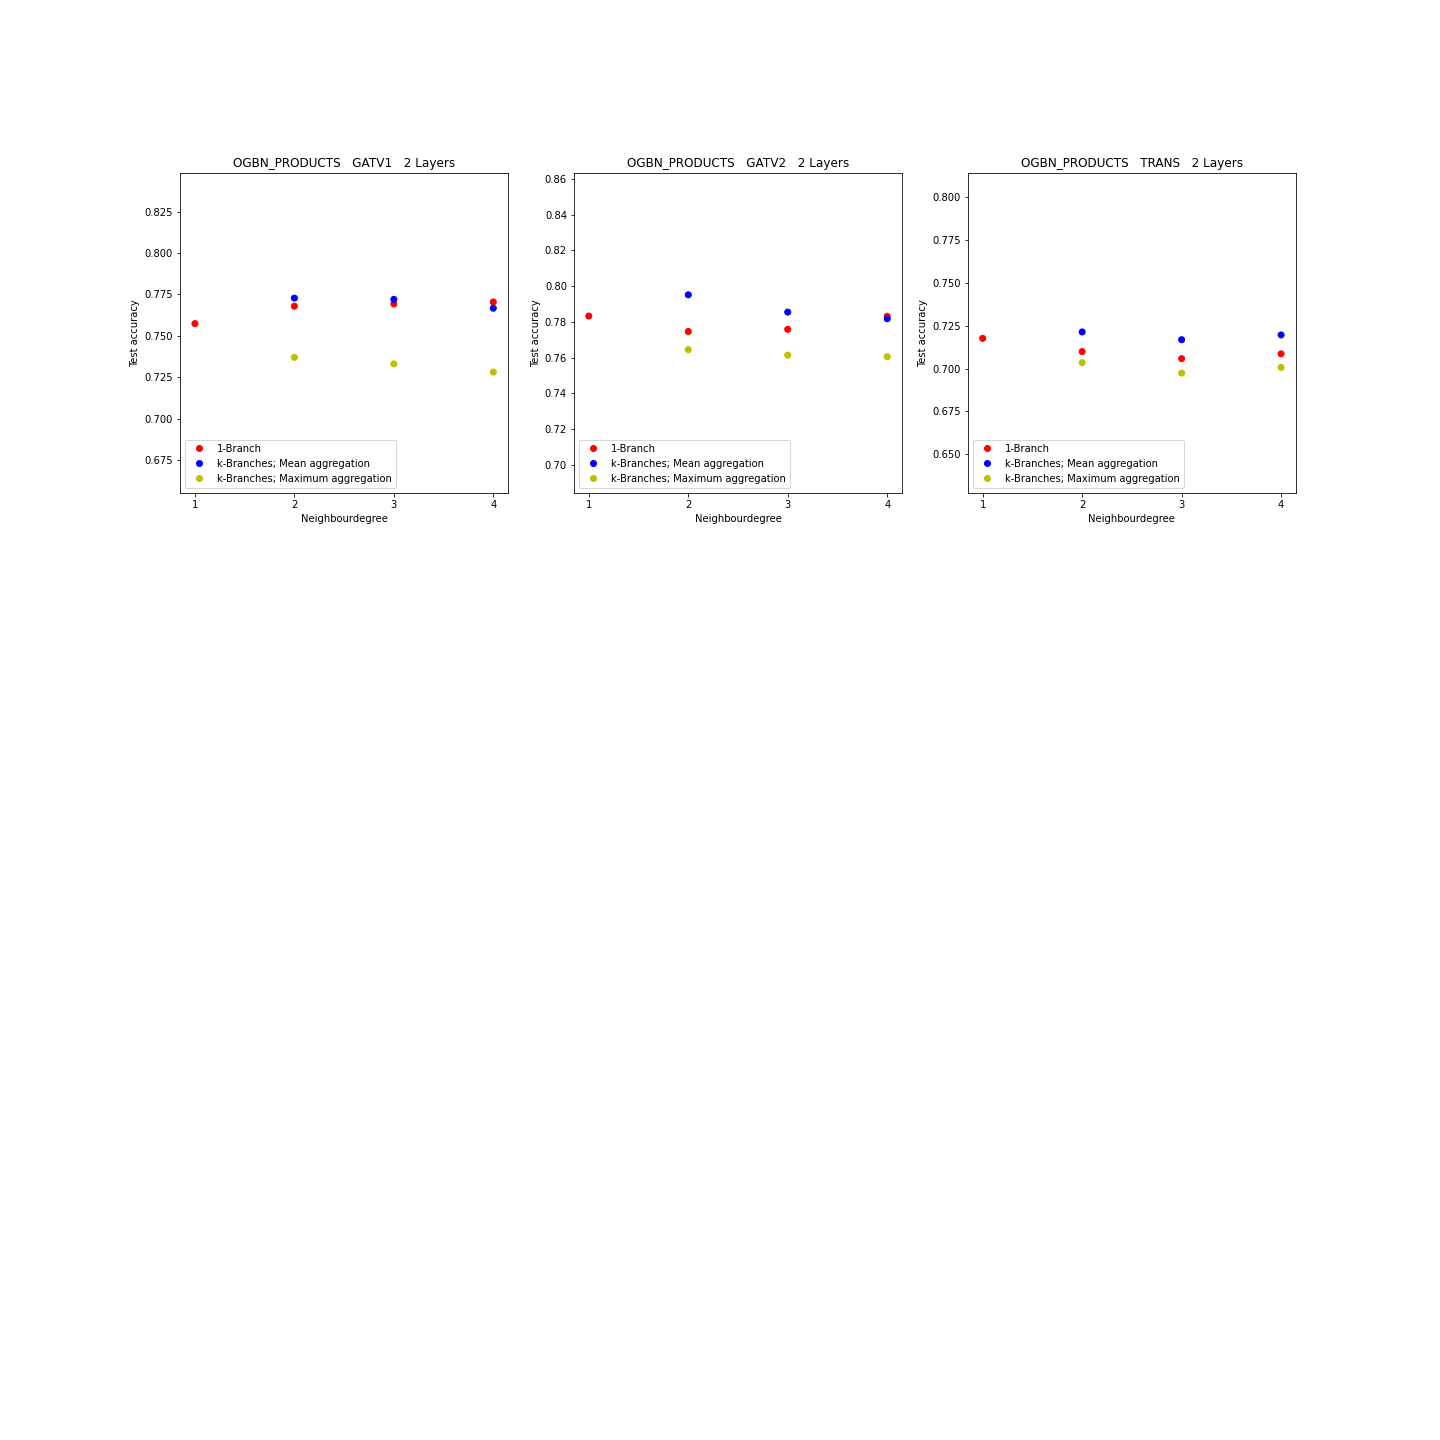 OGBN_PRODUCTS   GATV1   2 Layers
Test accuracy
0.825
0.800
0.775
0.750
0.725
0.700
0.675
1-Branch
k-Branches; Mean aggregation
k-Branches; Maximum aggregation
1 2 3 4
Neighbourdegree
OGBN_PRODUCTS   GATV2   2 Layers
Test accuracy
0.86
0.84
0.82
0.80
0.78
0.76
0.74
0.72
0.70
1-Branch
k-Branches; Mean aggregation
k-Branches; Maximum aggregation
1 2 3 4
Neighbourdegree
OGBN_PRODUCTS   TRANS   2 Layers
Test accuracy
0.800
0.775
0.750
0.725
0.700
0.675
0.650
1-Branch
k-Branches; Mean aggregation
k-Branches; Maximum aggregation
1 2 3 4
Neighbourdegree